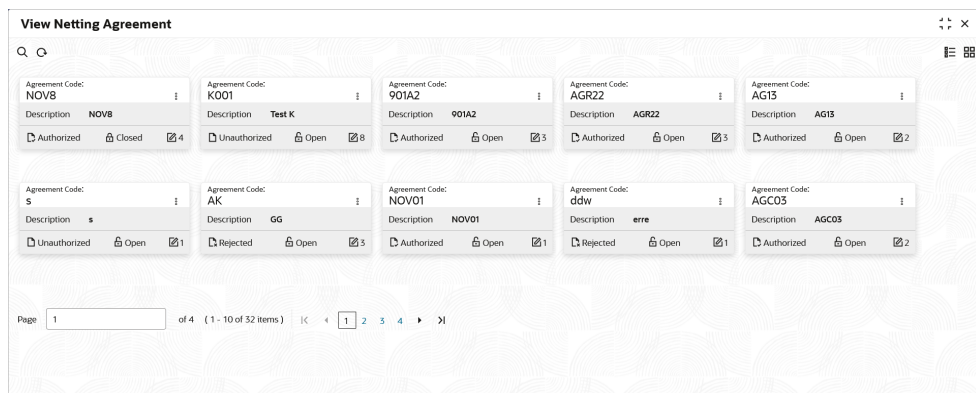 View Netting Agreement
Agreement Code: Agreement Code: Agreement Code: Agreement Code: Agreement Code:
NOV8 K001 901A2 AGR22 AG13
Description NOV8 Description Test K Description 901A2 Description AGR22 Description AG13
Authorized Closed 4 Unauthorized Open 8 Authorized Open 3 Authorized Open 3 Authorized Open 2
Agreement Code: Agreement Code: Agreement Code: Agreement Code: Agreement Code:
s AK NOV01 ddw AGC03
Description s Description GG Description NOV01 Description erre Description AGC03
Unauthorized Open 1 Rejected Open 3 Authorized Open 1 Rejected Open 1 Authorized Open 2
Page 1 of 4 ( 1 - 10 of 32 items ) 1 2 3 4